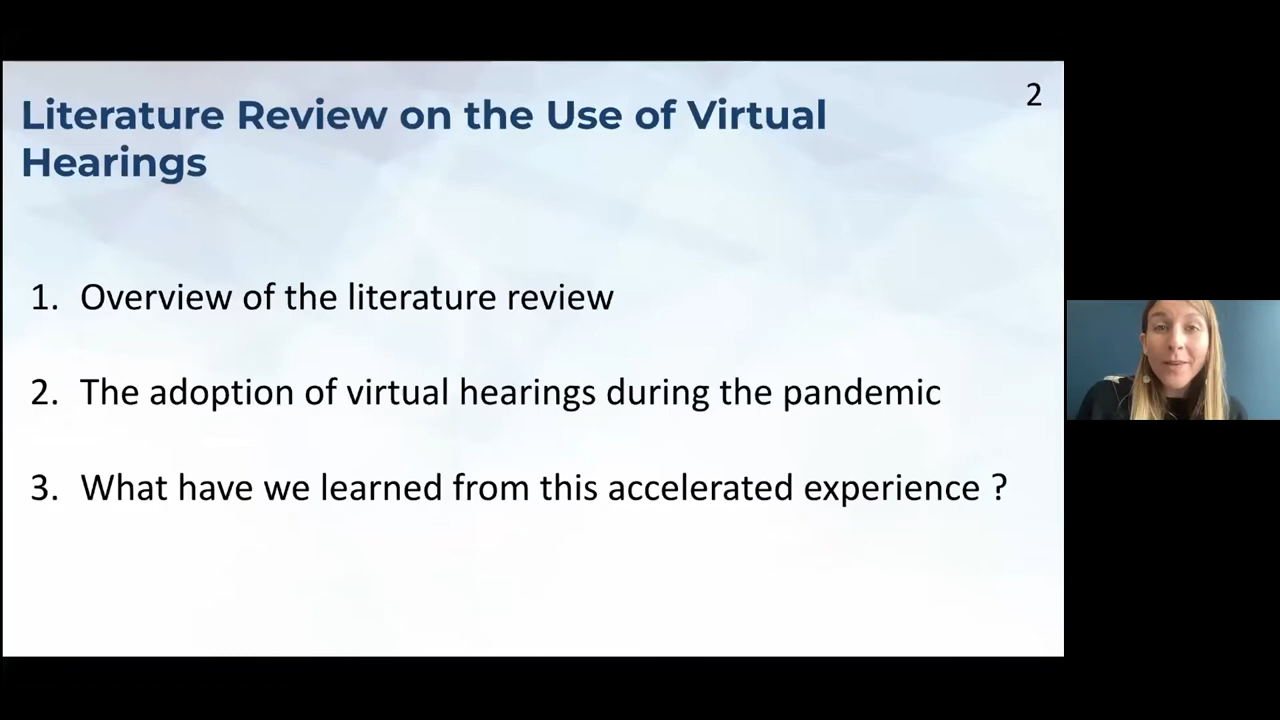 2
Literature Review on the Use of Virtual
Hearings
1. Overview of the literature review
2. The adoption of virtual hearings during the pandemic
3. What have we learned from this accelerated experience ?